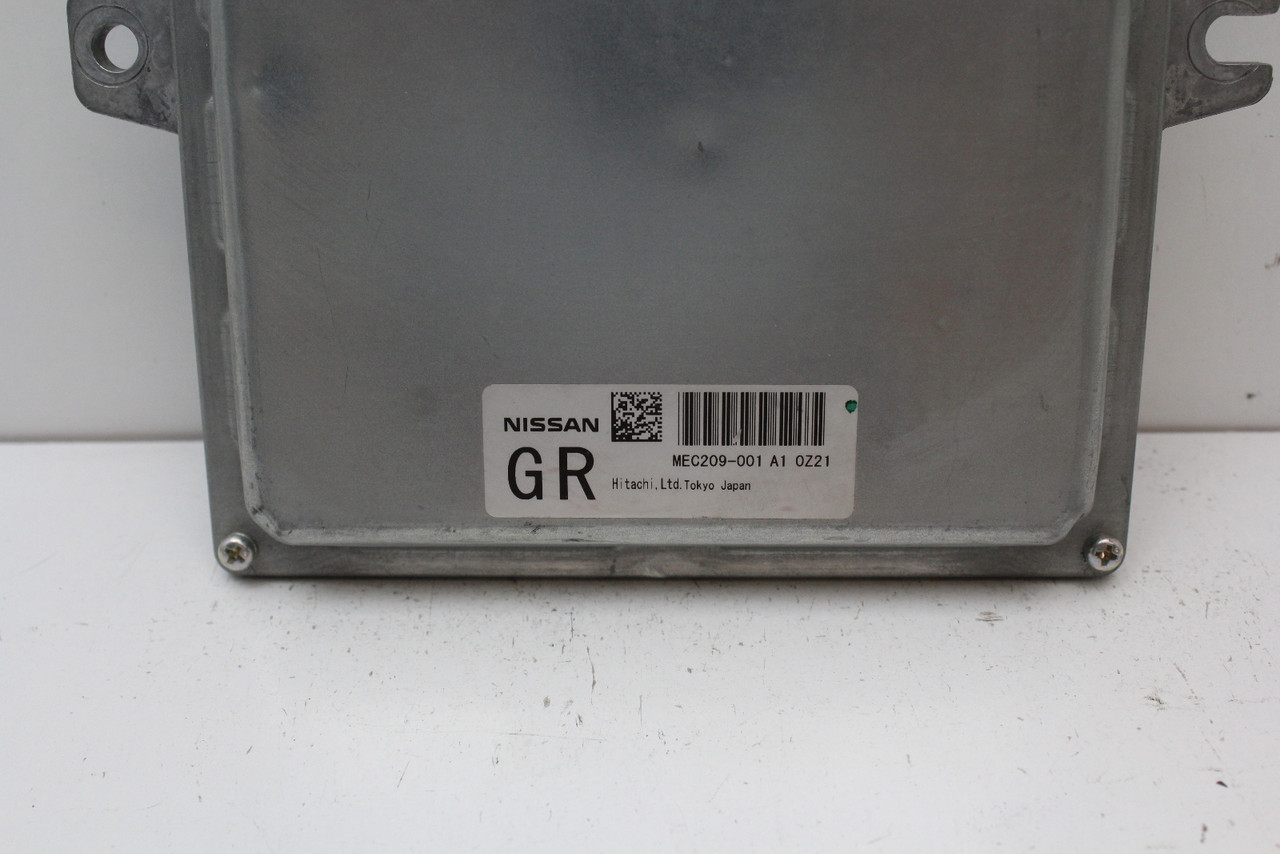 NISSAN
GR
MEC209-001 A1 0Z21
Hitachi,Ltd.Tokyo Japan